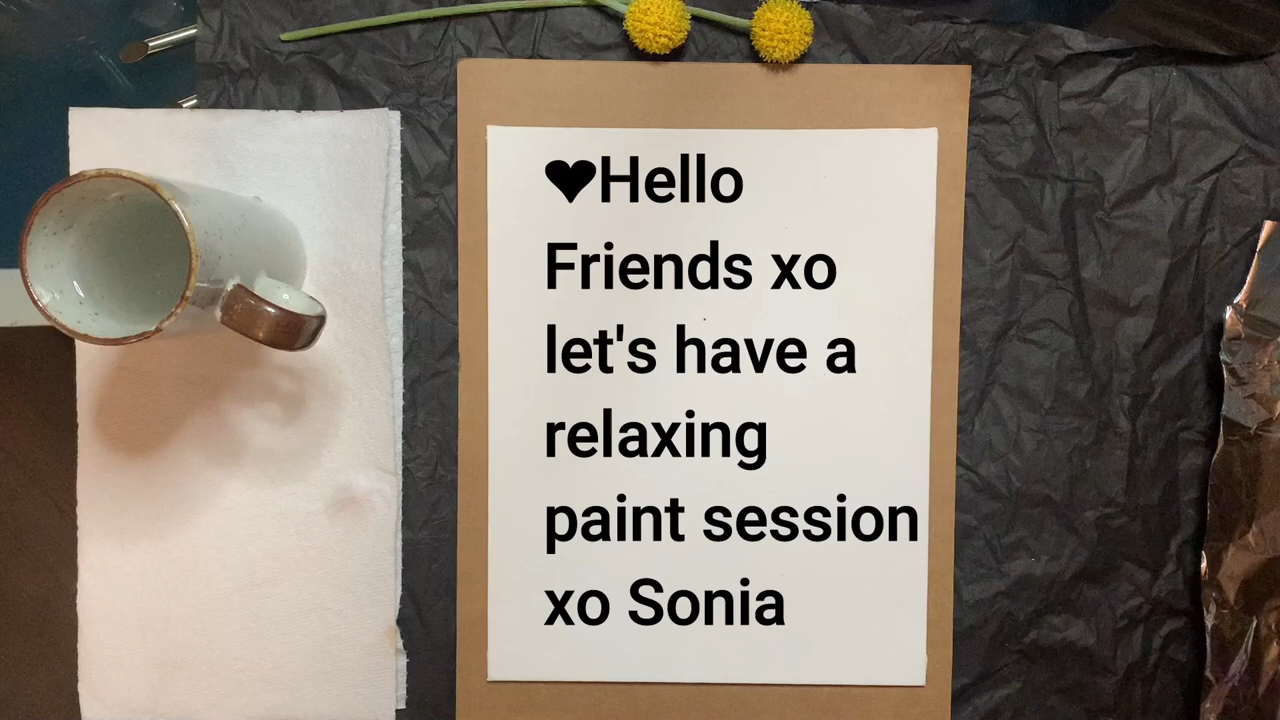 ♥Hello
Friends xo
let's have a
relaxing
paint session
xo Sonia